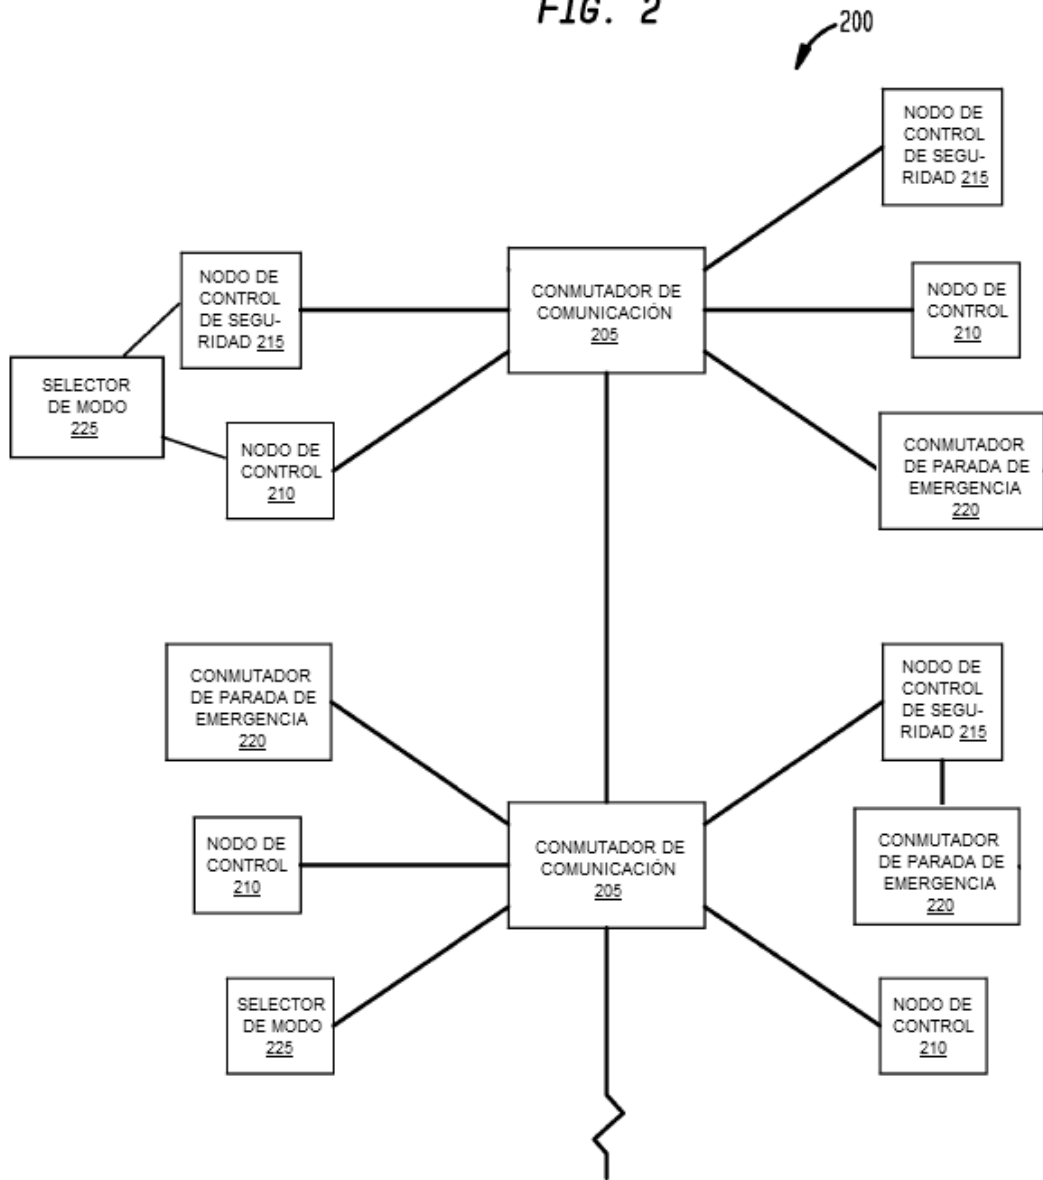 FIG. 2
200
NODO DE
CONTROL
DE SEGU-
RIDAD 215
NODO DE
CONTROL
DE SEGU-
RIDAD 215
CONMUTADOR DE
COMUNICACIÓN
205
NODO DE
CONTROL
210
SELECTOR
DE MODO
225
NODO DE
CONTROL
210
CONMUTADOR
DE PARADA DE
EMERGENCIA
220
CONMUTADOR
DE PARADA DE
EMERGENCIA
220
NODO DE
CONTROL
DE SEGU-
RIDAD 215
NODO DE
CONTROL
210
CONMUTADOR DE
COMUNICACIÓN
205
CONMUTADOR
DE PARADA DE
EMERGENCIA
220
SELECTOR
DE MODO
225
NODO DE
CONTROL
210